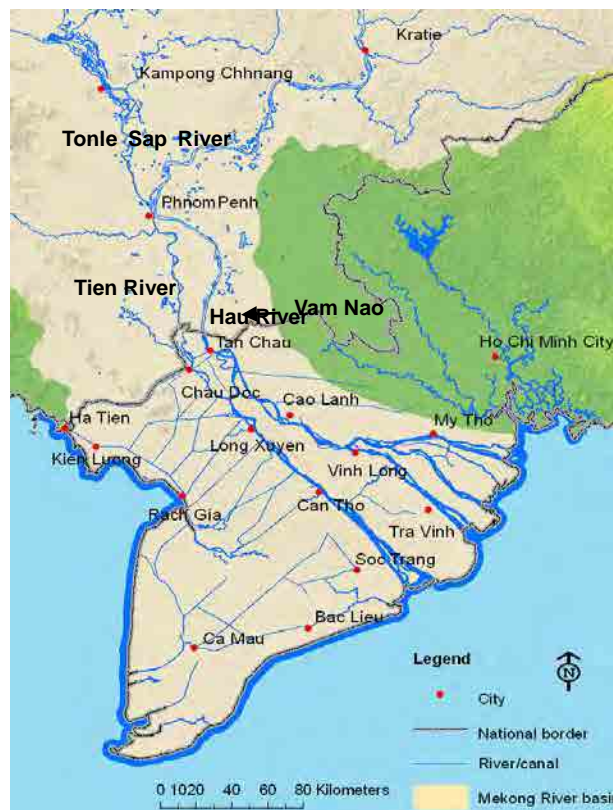 Kratie
Kampong Chhnang
Tonle Sap River
Phnom Penh
Tien River
Vam Nao
Hau River
Tan Chau
Ho Chi Minh City
Chau Doc
Cao Lanh
Ha Tien
My Tho
Long Xuyen
Kien Luong
Vinh Long
Rach Gia
Can Tho
Tra Vinh
Soc Trang
Bac Lieu
Ca Mau
Legend
N
City
National border
River/canal
0 1020 40 60 80 Kilometers
Mekong River basin